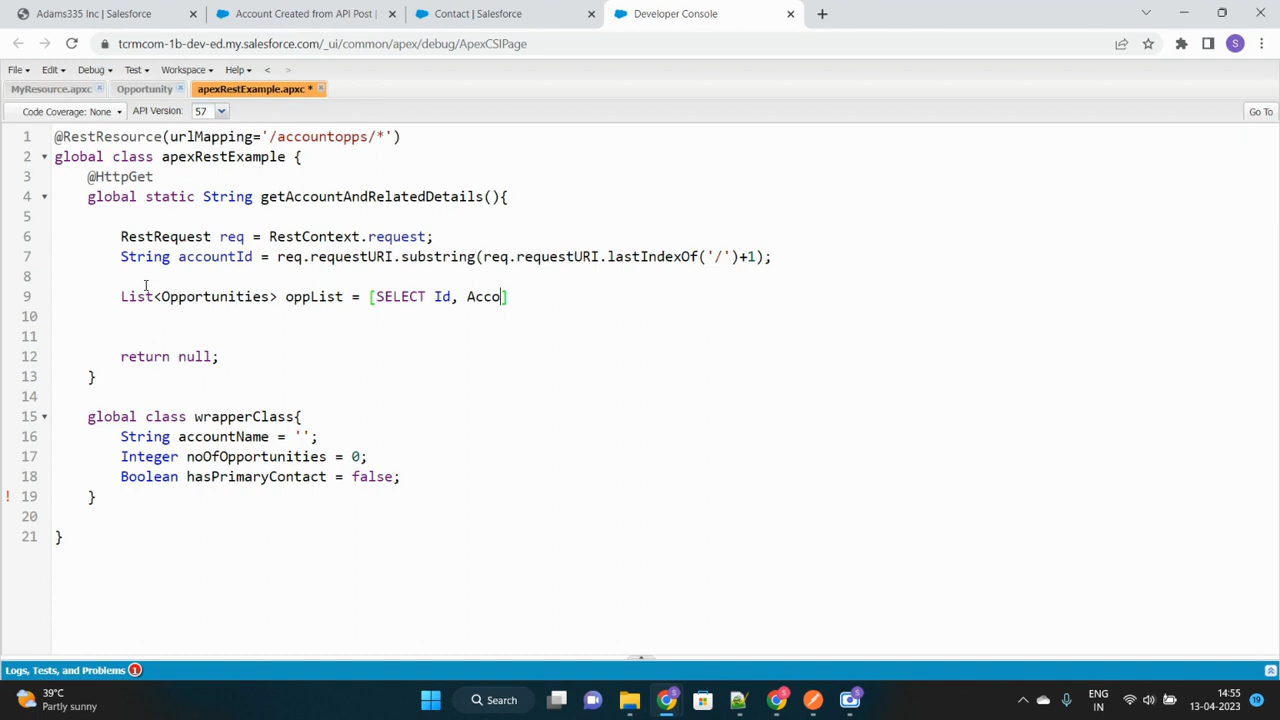 Adams335 Inc | Salesforce
Account Created from API Post |
Contact | Salesforce
Developer Console
tcrmcom-1b-dev-ed.my.salesforce.com/_ui/common/apex/debug/ApexCSIPage
S
File Edit Debug Test Workspace Help < >
MyResource.apxc Opportunity apexRestExample.apxc *
Code Coverage: None API Version: 57 Go To
1 @RestResource(urlMapping='/accountopps/*')
2 global class apexRestExample {
3 @HttpGet
4 global static String getAccountAndRelatedDetails(){
5
6 RestRequest req = RestContext.request;
7 String accountId = req.requestURI.substring(req.requestURI.lastIndexOf('/')+1);
8
9 List<Opportunities> oppList = [SELECT Id, Acco]
10
11
12 return null;
13 }
14
15 global class wrapperClass{
16 String accountName = '';
17 Integer noOfOpportunities = 0;
18 Boolean hasPrimaryContact = false;
! 19 }
20
21 }
Logs, Tests, and Problems 1
39°C
Partly sunny
Search
ENG
IN
14:55
13-04-2023
19